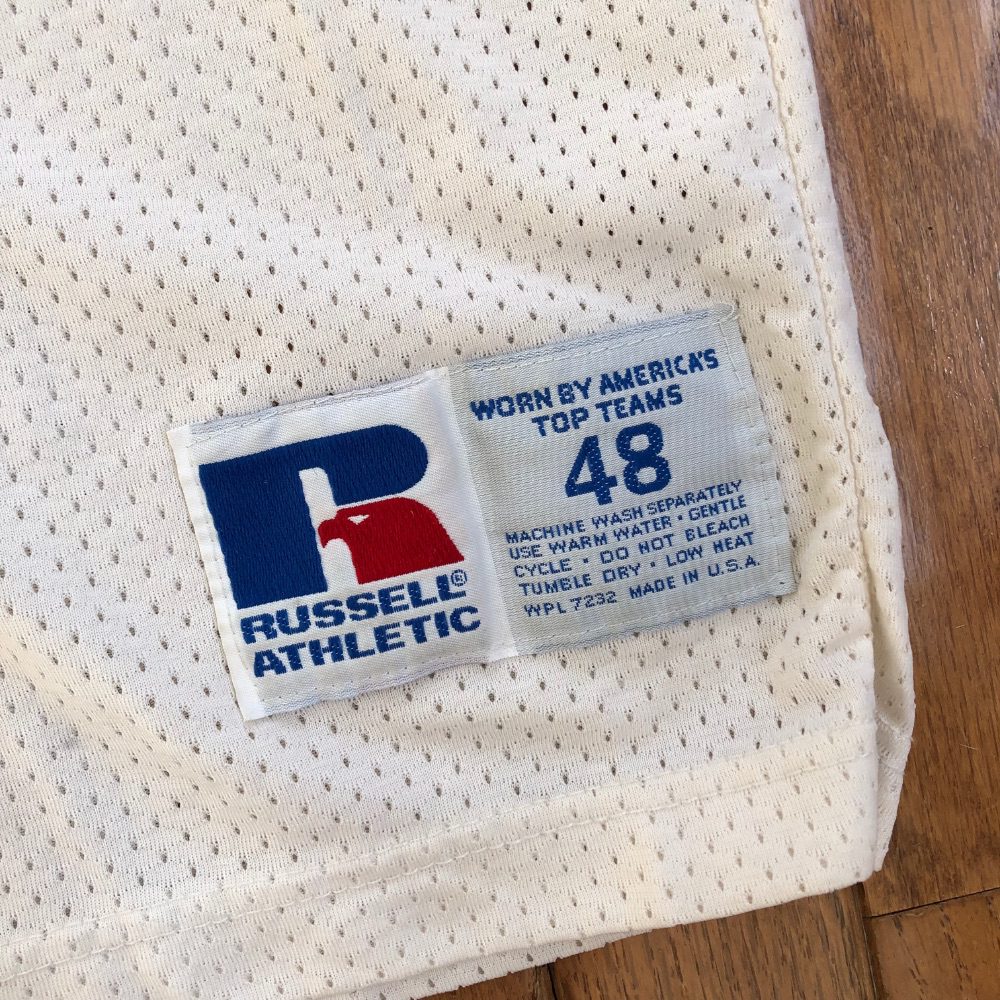 R
RUSSELL®
ATHLETIC
WORN BY AMERICA'S
TOP TEAMS
48
MACHINE WASH SEPARATELY
USE WARM WATER · GENTLE
CYCLE · DO NOT BLEACH
TUMBLE DRY · LOW HEAT
WPL 7232 MADE IN U.S.A.